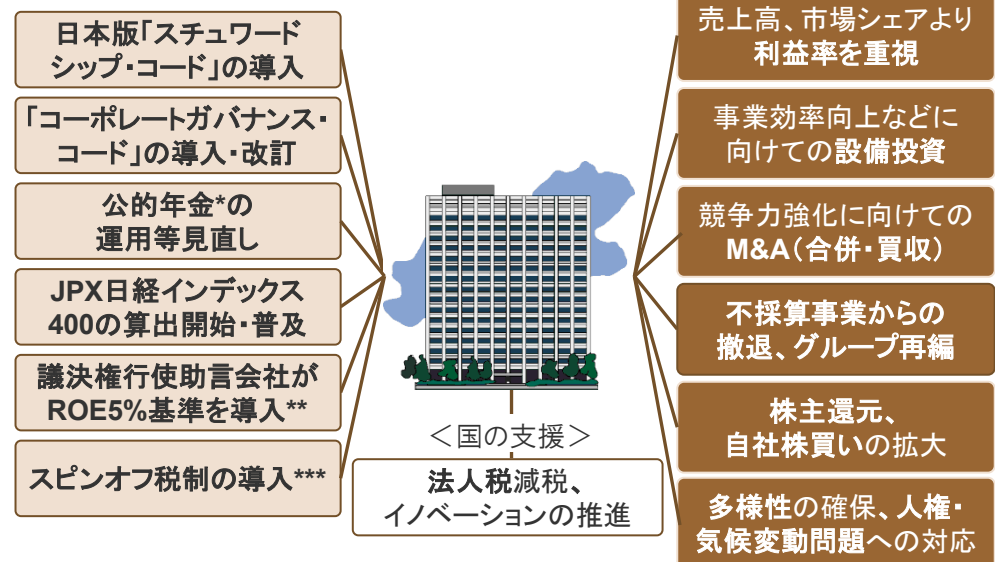 日本版「スチュワード
シップ・コード」の導入
「コーポレートガバナンス・
コード」の導入・改訂
公的年金*の
運用等見直し
JPX日経インデックス
400の算出開始・普及
議決権行使助言会社が
ROE5%基準を導入**
スピンオフ税制の導入***
＜国の支援＞
法人税減税、
イノベーションの推進
売上高、市場シェアより
利益率を重視
事業効率向上などに
向けての設備投資
競争力強化に向けての
M&A（合併・買収）
不採算事業からの
撤退、グループ再編
株主還元、
自社株買いの拡大
多様性の確保、人権・
気候変動問題への対応